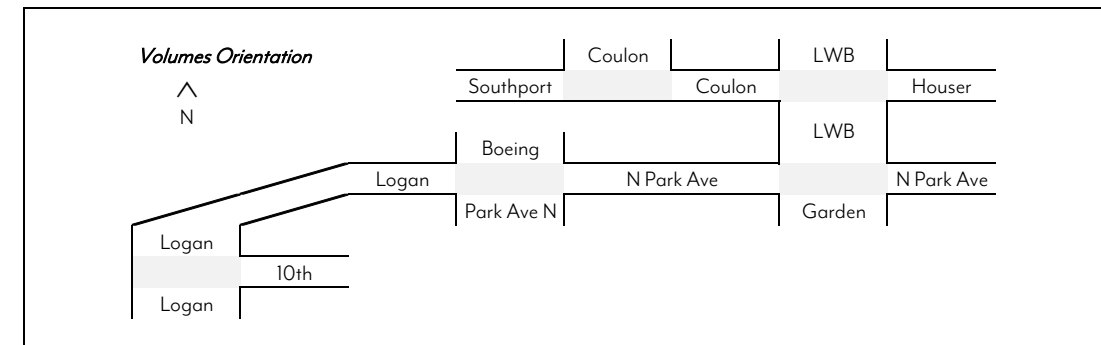 Volumes Orientation
N
Coulon
LWB
Southport
Coulon
Houser
LWB
Boeing
Logan
N Park Ave
N Park Ave
Park Ave N
Garden
Logan
10th
Logan